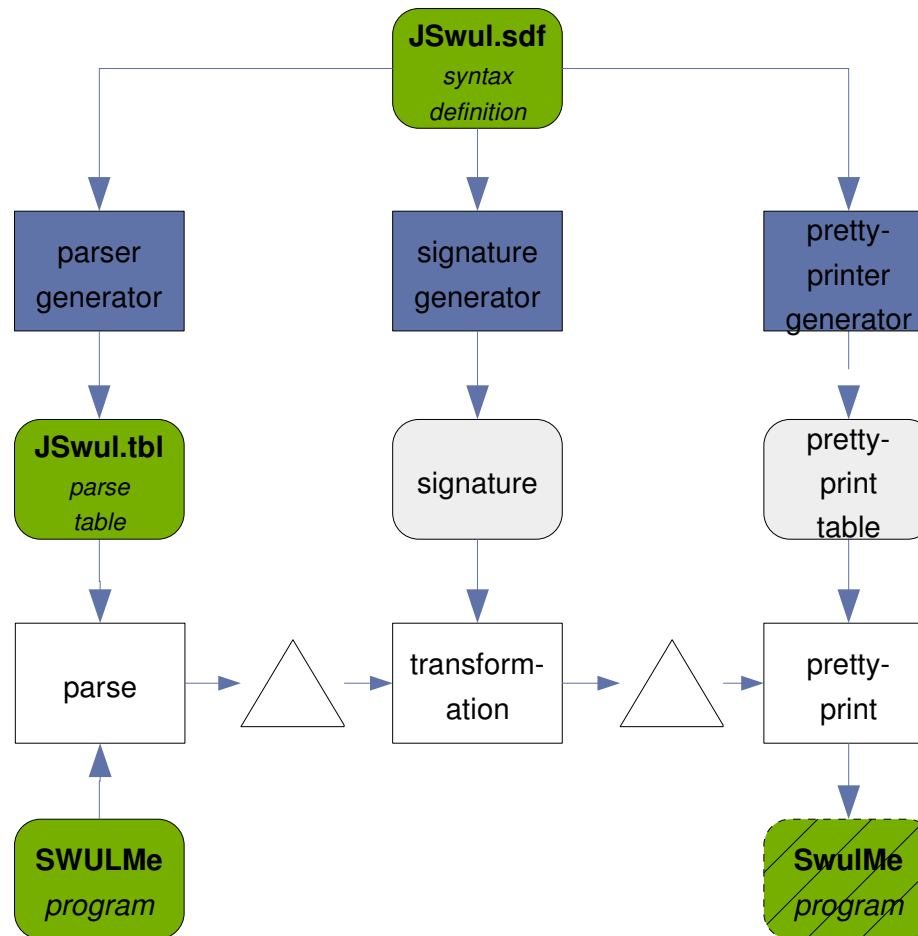 JSwul.sdf
syntax
definition
parser
generator
signature
generator
pretty-
printer
generator
JSwul.tbl
parse
table
signature
pretty-
print
table
parse
transform-
ation
pretty-
print
SWULMe
program
SwulMe
program